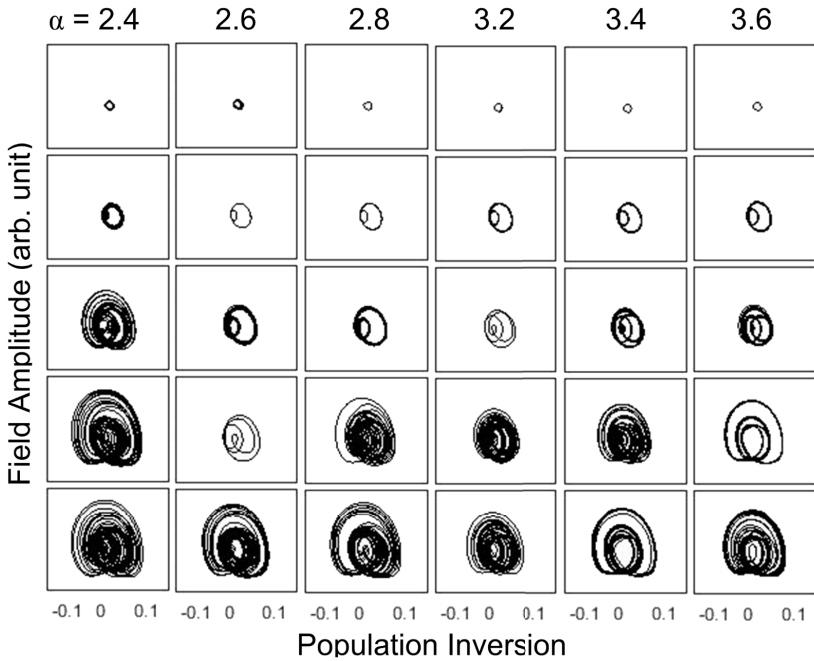 α = 2.4 2.6 2.8 3.2 3.4 3.6
Field Amplitude (arb. unit)
-0.1 0 0.1 -0.1 0 0.1 -0.1 0 0.1 -0.1 0 0.1 -0.1 0 0.1 -0.1 0 0.1
Population Inversion